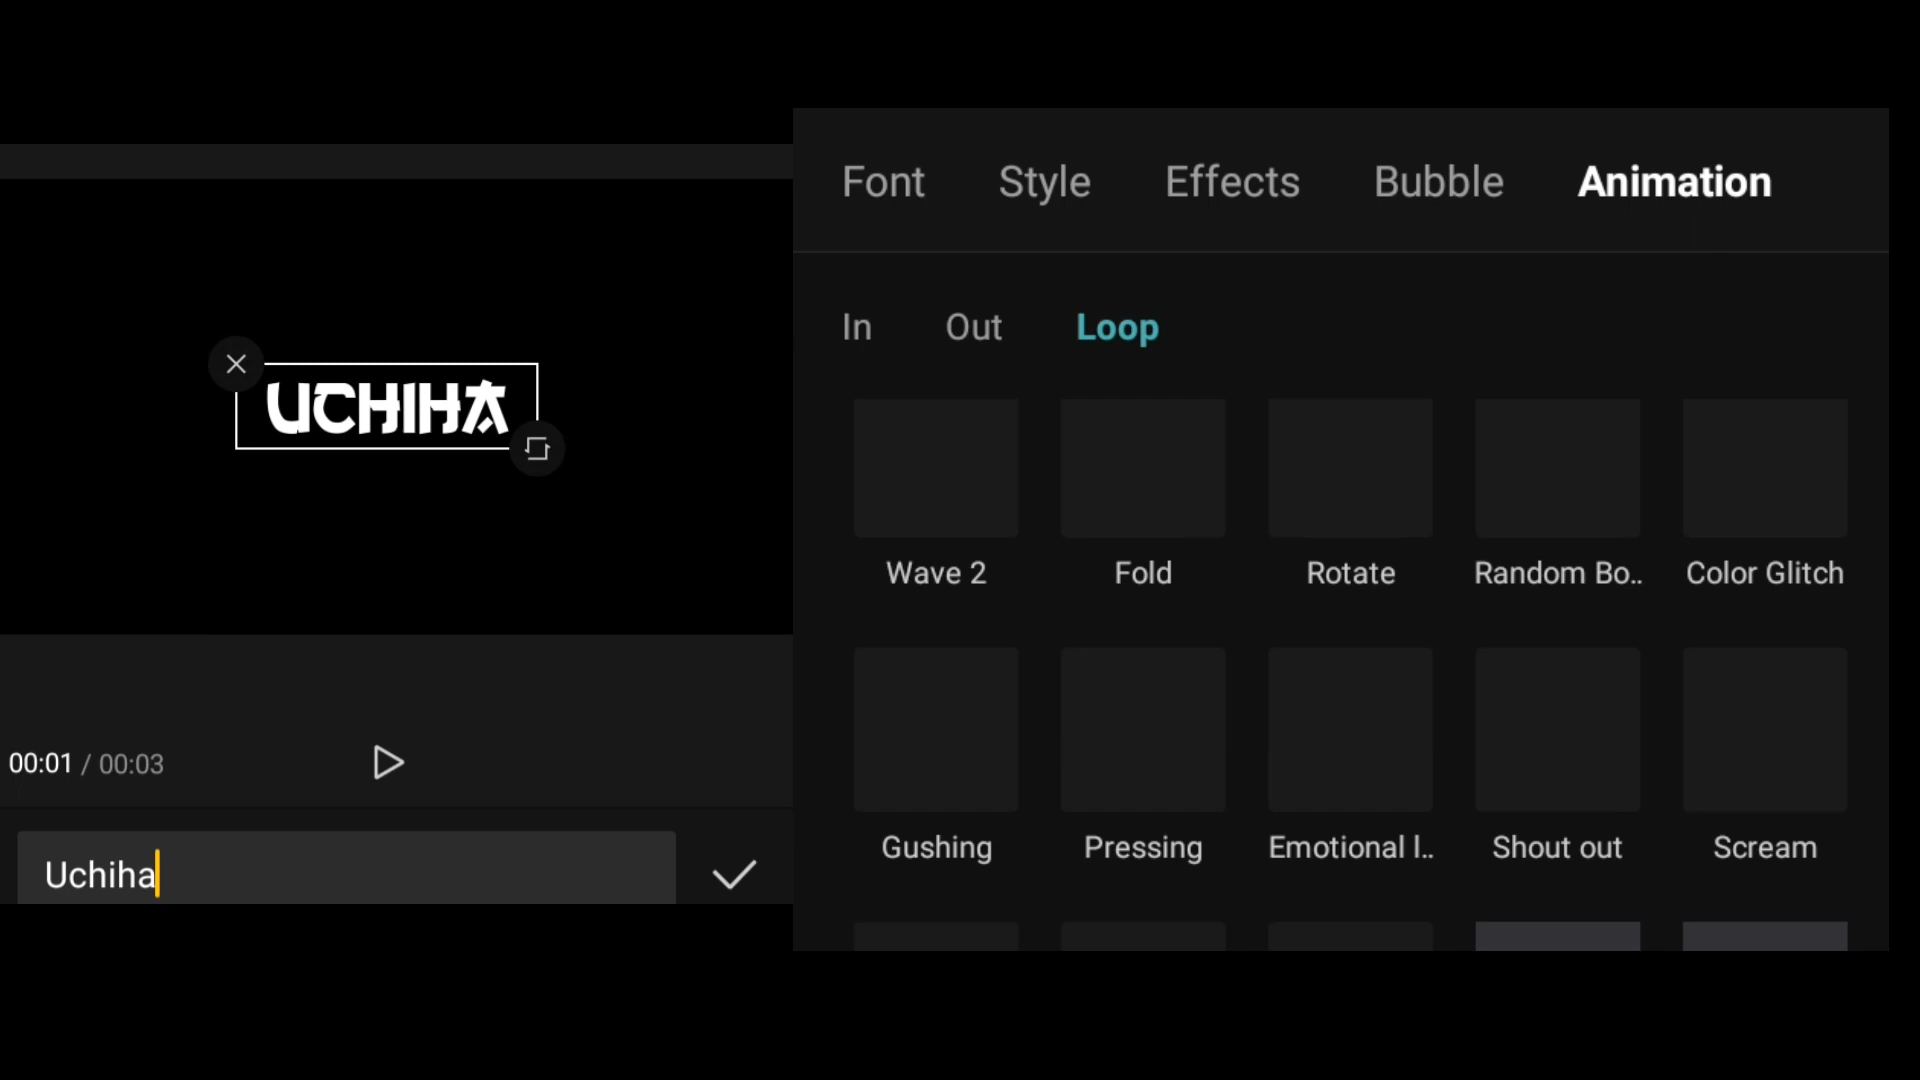 UCHIHA
00:01 / 00:03
Uchiha
Font Style Effects Bubble Animation
In Out Loop
Wave 2 Fold Rotate Random Bo.. Color Glitch
Gushing Pressing Emotional l.. Shout out Scream